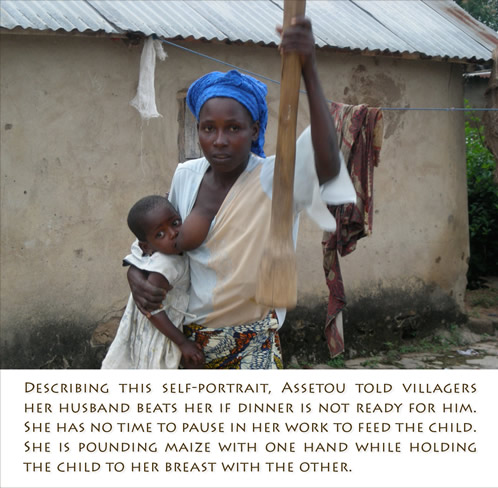 Describing this self-portrait, Assetou told villagers
her husband beats her if dinner is not ready for him.
She has no time to pause in her work to feed the child.
She is pounding maize with one hand while holding
the child to her breast with the other.